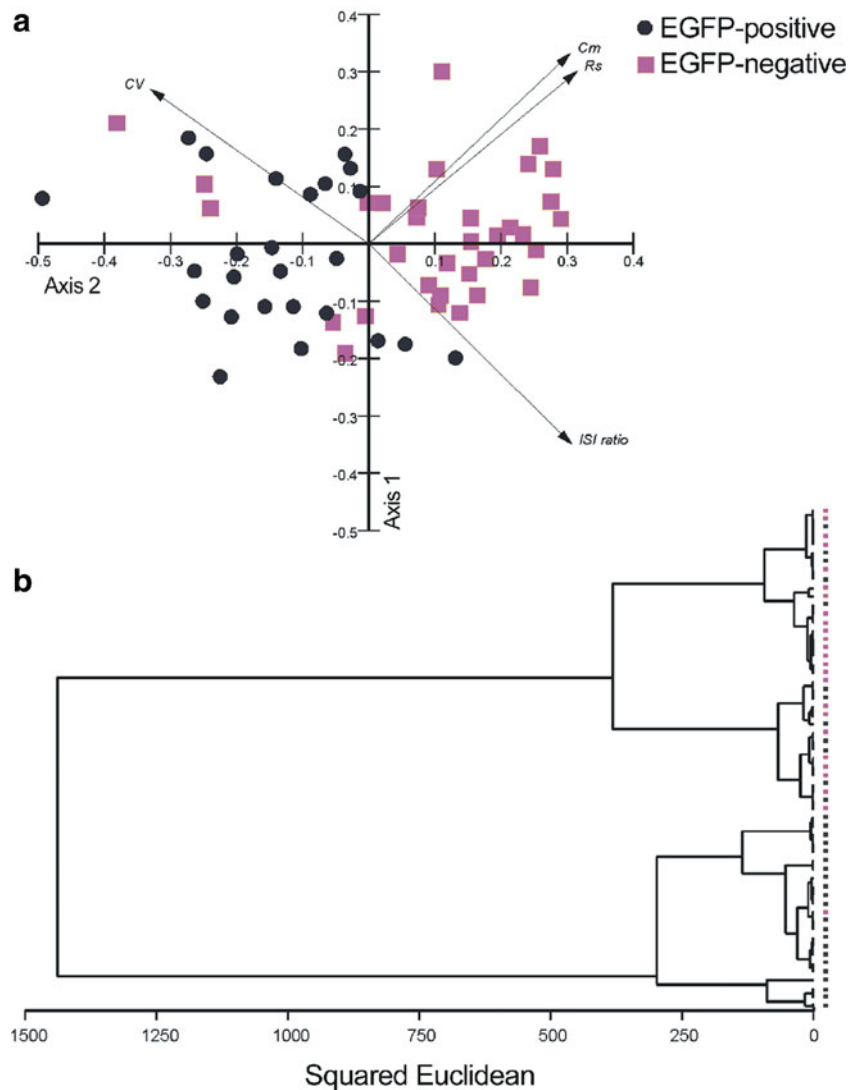 a
EGFP-positive
EGFP-negative
0.4
0.3
0.2
0.1
-0.1
-0.2
-0.3
-0.4
-0.5
CV
Cm
Rs
ISI ratio
-0.5 -0.4 -0.3 -0.2 -0.1 0.1 0.2 0.3 0.4
Axis 2
Axis 1
b
1500 1250 1000 750 500 250 0
Squared Euclidean